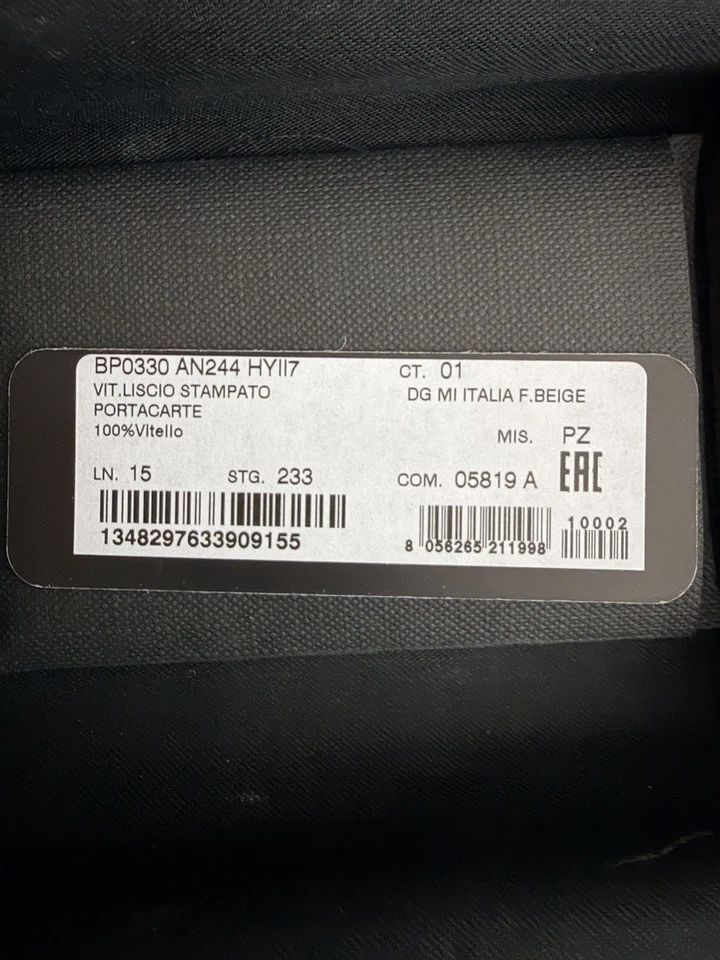 BP0330 AN244 HYII7
CT. 01
VIT.LISCIO STAMPATO
DG MI ITALIA F.BEIGE
PORTACARTE
100%Vitello
MIS. PZ
LN. 15 STG. 233
COM. 05819 A
EAC
1348297633909155
8 056265 211998
10002